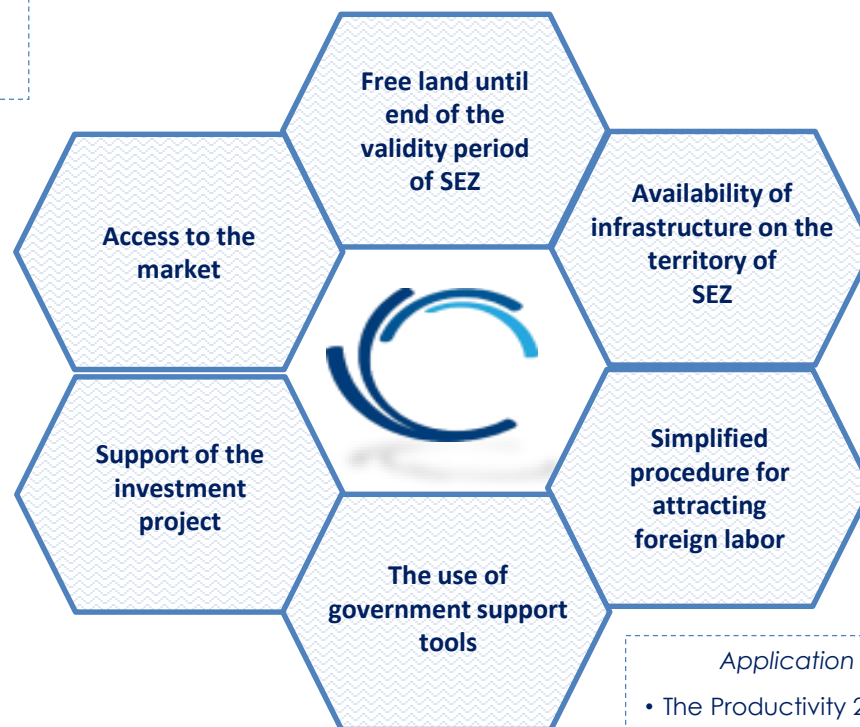 Free land until
end of the
validity period
of SEZ
Access to the
market
Availability of
infrastructure on the
territory of
SEZ
Support of the
investment
project
Simplified
procedure for
attracting
foreign labor
The use of
government support
tools
Application
• The Productivity 2